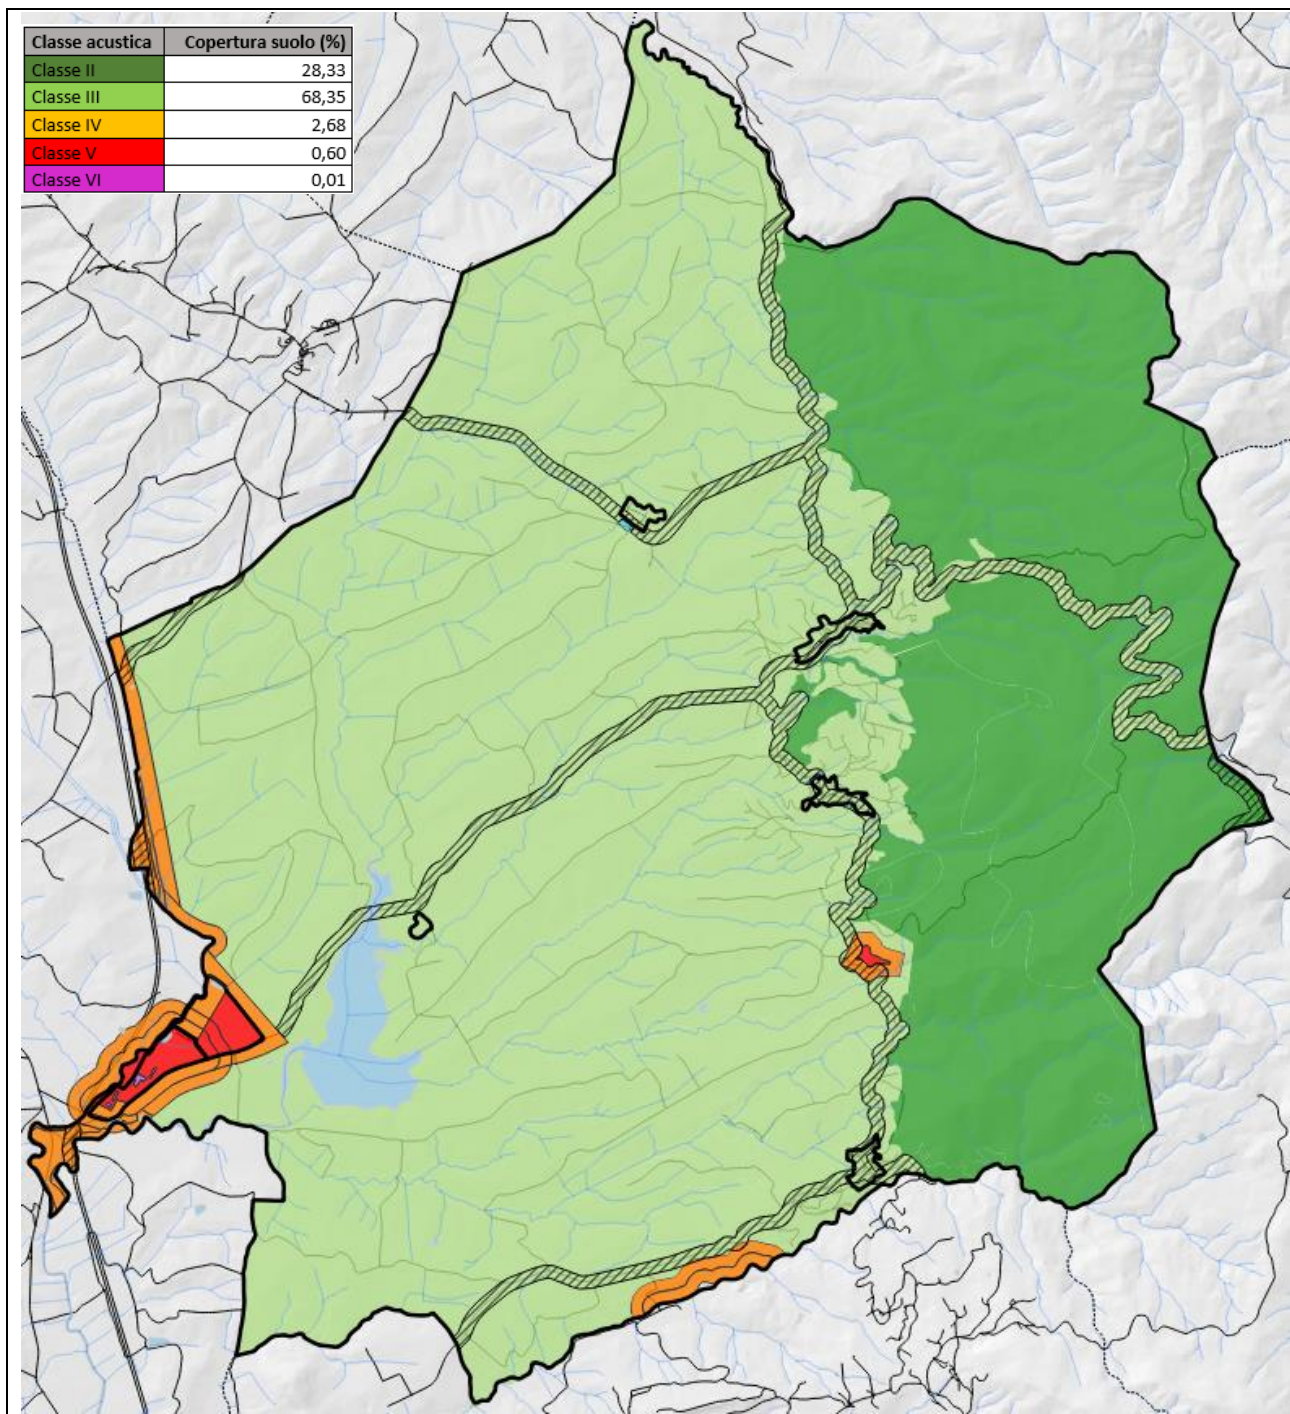 Classe acustica Copertura suolo (%)
Classe II 28,33
Classe III 68,35
Classe IV 2,68
Classe V 0,60
Classe VI 0,01